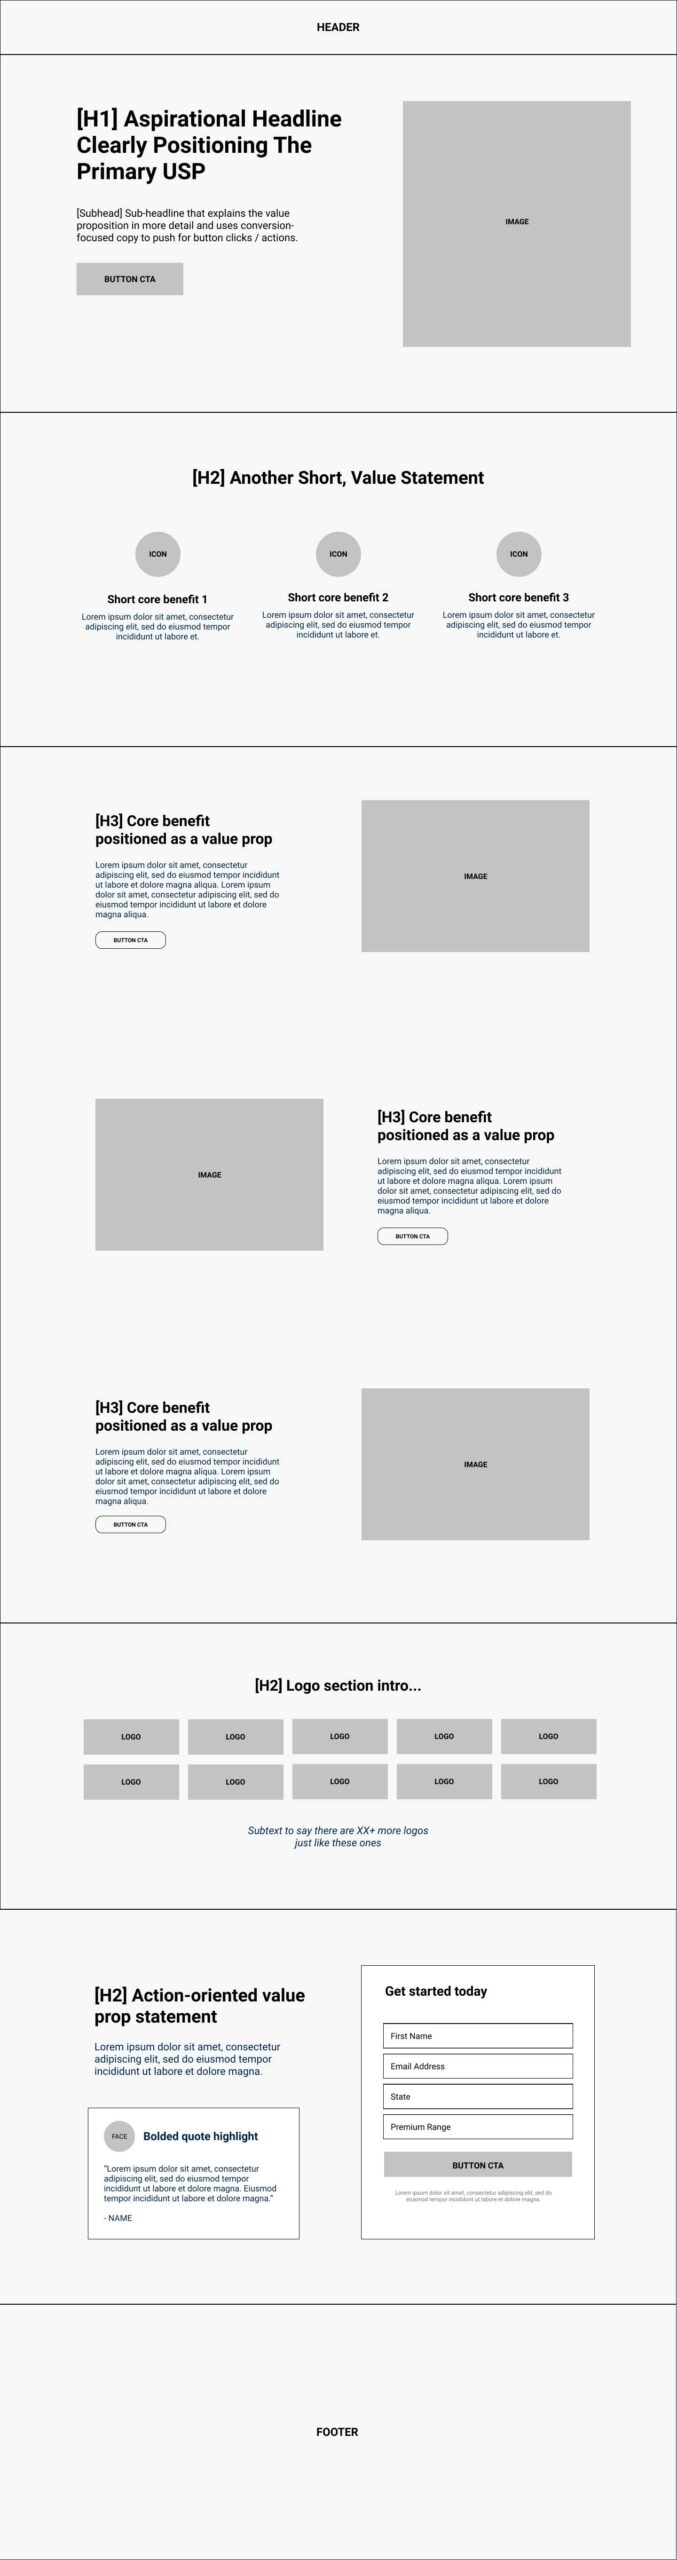 HEADER
[H1] Aspirational Headline
Clearly Positioning The
Primary USP
[Subhead] Sub-headline that explains the value
proposition in more detail and uses conversion-
focused copy to push for button clicks / actions.
BUTTON CTA
IMAGE
[H2] Another Short, Value Statement
ICON
Short core benefit 1
Lorem ipsum dolor sit amet, consectetur
adipiscing elit, sed do eiusmod tempor
incididunt ut labore et.
ICON
Short core benefit 2
Lorem ipsum dolor sit amet, consectetur
adipiscing elit, sed do eiusmod tempor
incididunt ut labore et.
ICON
Short core benefit 3
Lorem ipsum dolor sit amet, consectetur
adipiscing elit, sed do eiusmod tempor
incididunt ut labore et.
[H3] Core benefit
positioned as a value prop
Lorem ipsum dolor sit amet, consectetur
adipiscing elit, sed do eiusmod tempor incididunt
ut labore et dolore magna aliqua. Lorem ipsum
dolor sit amet, consectetur adipiscing elit, sed do
eiusmod tempor incididunt ut labore et dolore
magna aliqua.
BUTTON CTA
IMAGE
IMAGE
[H3] Core benefit
positioned as a value prop
Lorem ipsum dolor sit amet, consectetur
adipiscing elit, sed do eiusmod tempor incididunt
ut labore et dolore magna aliqua. Lorem ipsum
dolor sit amet, consectetur adipiscing elit, sed do
eiusmod tempor incididunt ut labore et dolore
magna aliqua.
BUTTON CTA
[H3] Core benefit
positioned as a value prop
Lorem ipsum dolor sit amet, consectetur
adipiscing elit, sed do eiusmod tempor incididunt
ut labore et dolore magna aliqua. Lorem ipsum
dolor sit amet, consectetur adipiscing elit, sed do
eiusmod tempor incididunt ut labore et dolore
magna aliqua.
BUTTON CTA
IMAGE
[H2] Logo section intro...
LOGO
LOGO
LOGO
LOGO
LOGO
LOGO
LOGO
LOGO
LOGO
LOGO
Subtext to say there are XX+ more logos
just like these ones
[H2] Action-oriented value
prop statement
Lorem ipsum dolor sit amet, consectetur
adipiscing elit, sed do eiusmod tempor
incididunt ut labore et dolore magna.
FACE
Bolded quote highlight
"Lorem ipsum dolor sit amet, consectetur
adipiscing elit, sed do eiusmod tempor
incididunt ut labore et dolore magna. Eiusmod
tempor incididunt ut labore et dolore magna."
- NAME
Get started today
First Name
Email Address
State
Premium Range
BUTTON CTA
Lorem ipsum dolor sit amet, consectetur adipiscing elit, sed do
eiusmod tempor incididunt ut labore et dolore magna.
FOOTER